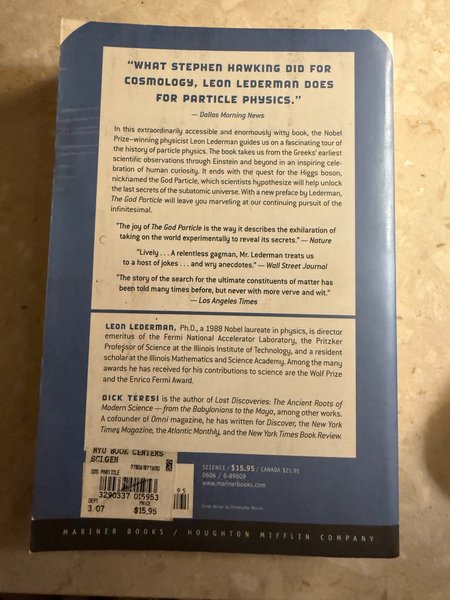 “WHAT STEPHEN HAWKING DID FOR
COSMOLOGY, LEON LEDERMAN DOES
FOR PARTICLE PHYSICS.”
— Dallas Morning News
In this extraordinarily accessible and enormously witty book, the Nobel
Prize–winning physicist Leon Lederman guides us on a fascinating tour of
the history of particle physics. The book takes us from the Greeks’ earliest
scientific observations through Einstein and beyond in an inspiring cele-
bration of human curiosity. It ends with the quest for the Higgs boson,
nicknamed the God Particle, which scientists hypothesize will help unlock
the last secrets of the subatomic universe. With a new preface by Lederman,
The God Particle will leave you marveling at our continuing pursuit of the
infinitesimal.
“The joy of The God Particle is the way it describes the exhilaration of
taking on the world experimentally to reveal its secrets.” — Nature
“Lively . . . A relentless gagman, Mr. Lederman treats us
to a host of jokes . . . and wry anecdotes.” — Wall Street Journal
“The story of the search for the ultimate constituents of matter has
been told many times before, but never with more verve and wit.”
— Los Angeles Times
LEON LEDERMAN, Ph.D., a 1988 Nobel laureate in physics, is director
emeritus of the Fermi National Accelerator Laboratory, the Pritzker
Professor of Science at the Illinois Institute of Technology, and a resident
scholar at the Illinois Mathematics and Science Academy. Among the many
awards he has received for his contributions to science are the Wolf Prize
and the Enrico Fermi Award.
DICK TERESI is the author of Lost Discoveries: The Ancient Roots of
Modern Science — from the Babylonians to the Maya, among other works.
A cofounder of Omni magazine, he has written for Discover, the New York
Times Magazine, the Atlantic Monthly, and the New York Times Book Review.
NYU BOOK CENTERS
SCI.GEN
GOD PARTICLE
3290337 015953
DEPT PRICE
3.07 $15.95
95
SCIENCE / $15.95 / CANADA $21.95
0606 / 6-89809
www.marinerbooks.com
MARINER BOOKS / HOUGHTON MIFFLIN COMPANY